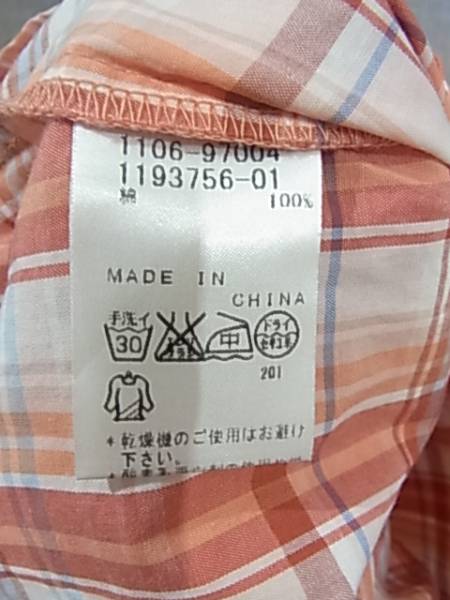 1106-97004
1193756-01
綿 100%
MADE IN
CHINA
手洗イ
30
中
ドライ
201
*乾燥機のご使用はお避け
下さい。